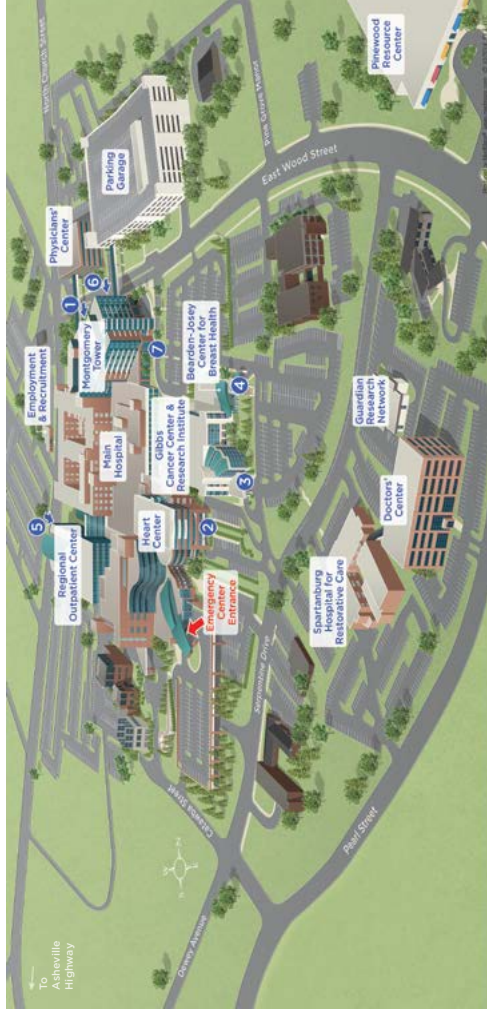 To
Asheville
Highway
North Church Street
Employment
& Recruitment
Physicians'
Center
Parking
Garage
Pine Grove Manor
East Wood Street
Pinewood
Resource
Center
5
Regional
Outpatient Center
Main
Hospital
1
6
Montgomery
Tower
7
Heart
Center
2
Gibbs
Cancer Center &
Research Institute
3
Bearden-Josey
Center for
Breast Health
4
Emergency
Center
Entrance
Catawba Street
Serpentine Drive
Dewey Avenue
Pearl Street
Spartanburg
Hospital for
Restorative Care
Doctors'
Center
Guardian
Research
Network